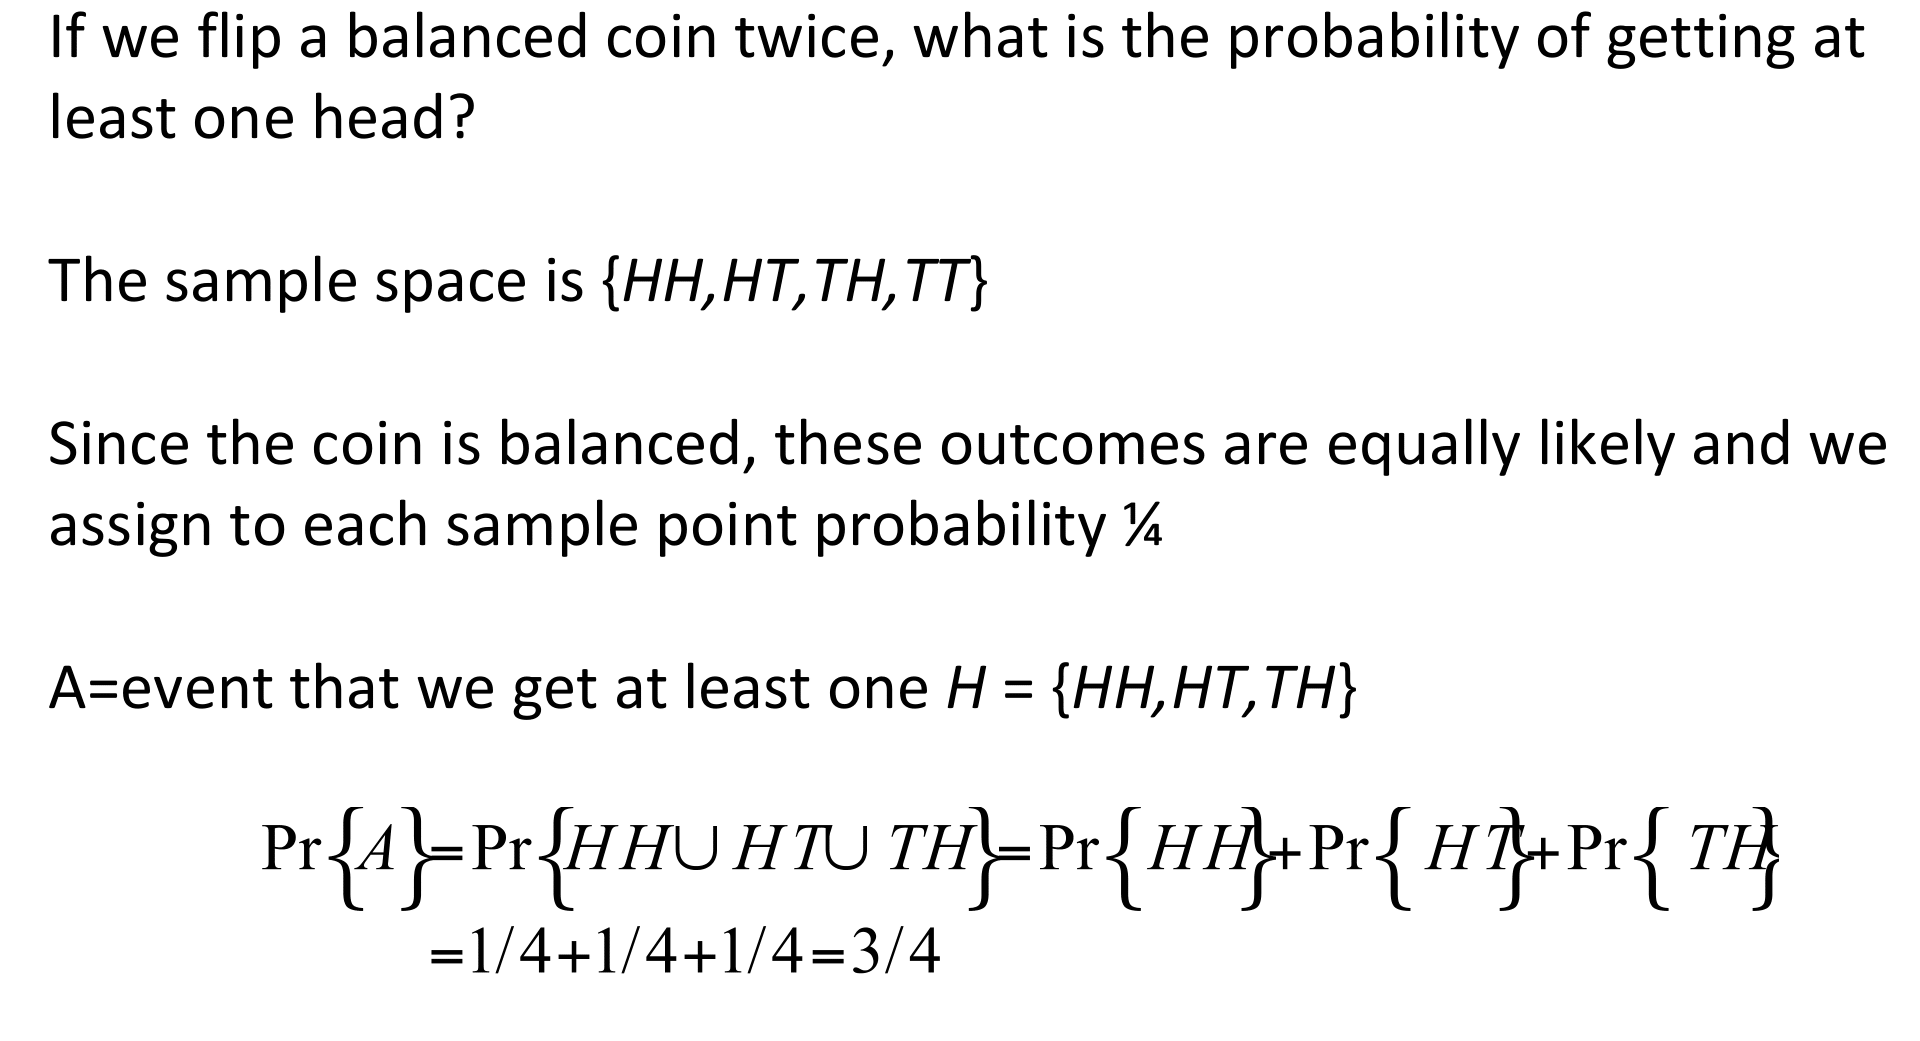 If we flip a balanced coin twice, what is the probability of getting at
least one head?
The sample space is {HH,HT,TH,TT}
Since the coin is balanced, these outcomes are equally likely and we
assign to each sample point probability ¼
A=event that we get at least one H = {HH,HT,TH}
Pr{A}=Pr{HH∪HT∪TH}=Pr{HH}+Pr{HT}+Pr{TH}
=1/4+1/4+1/4=3/4